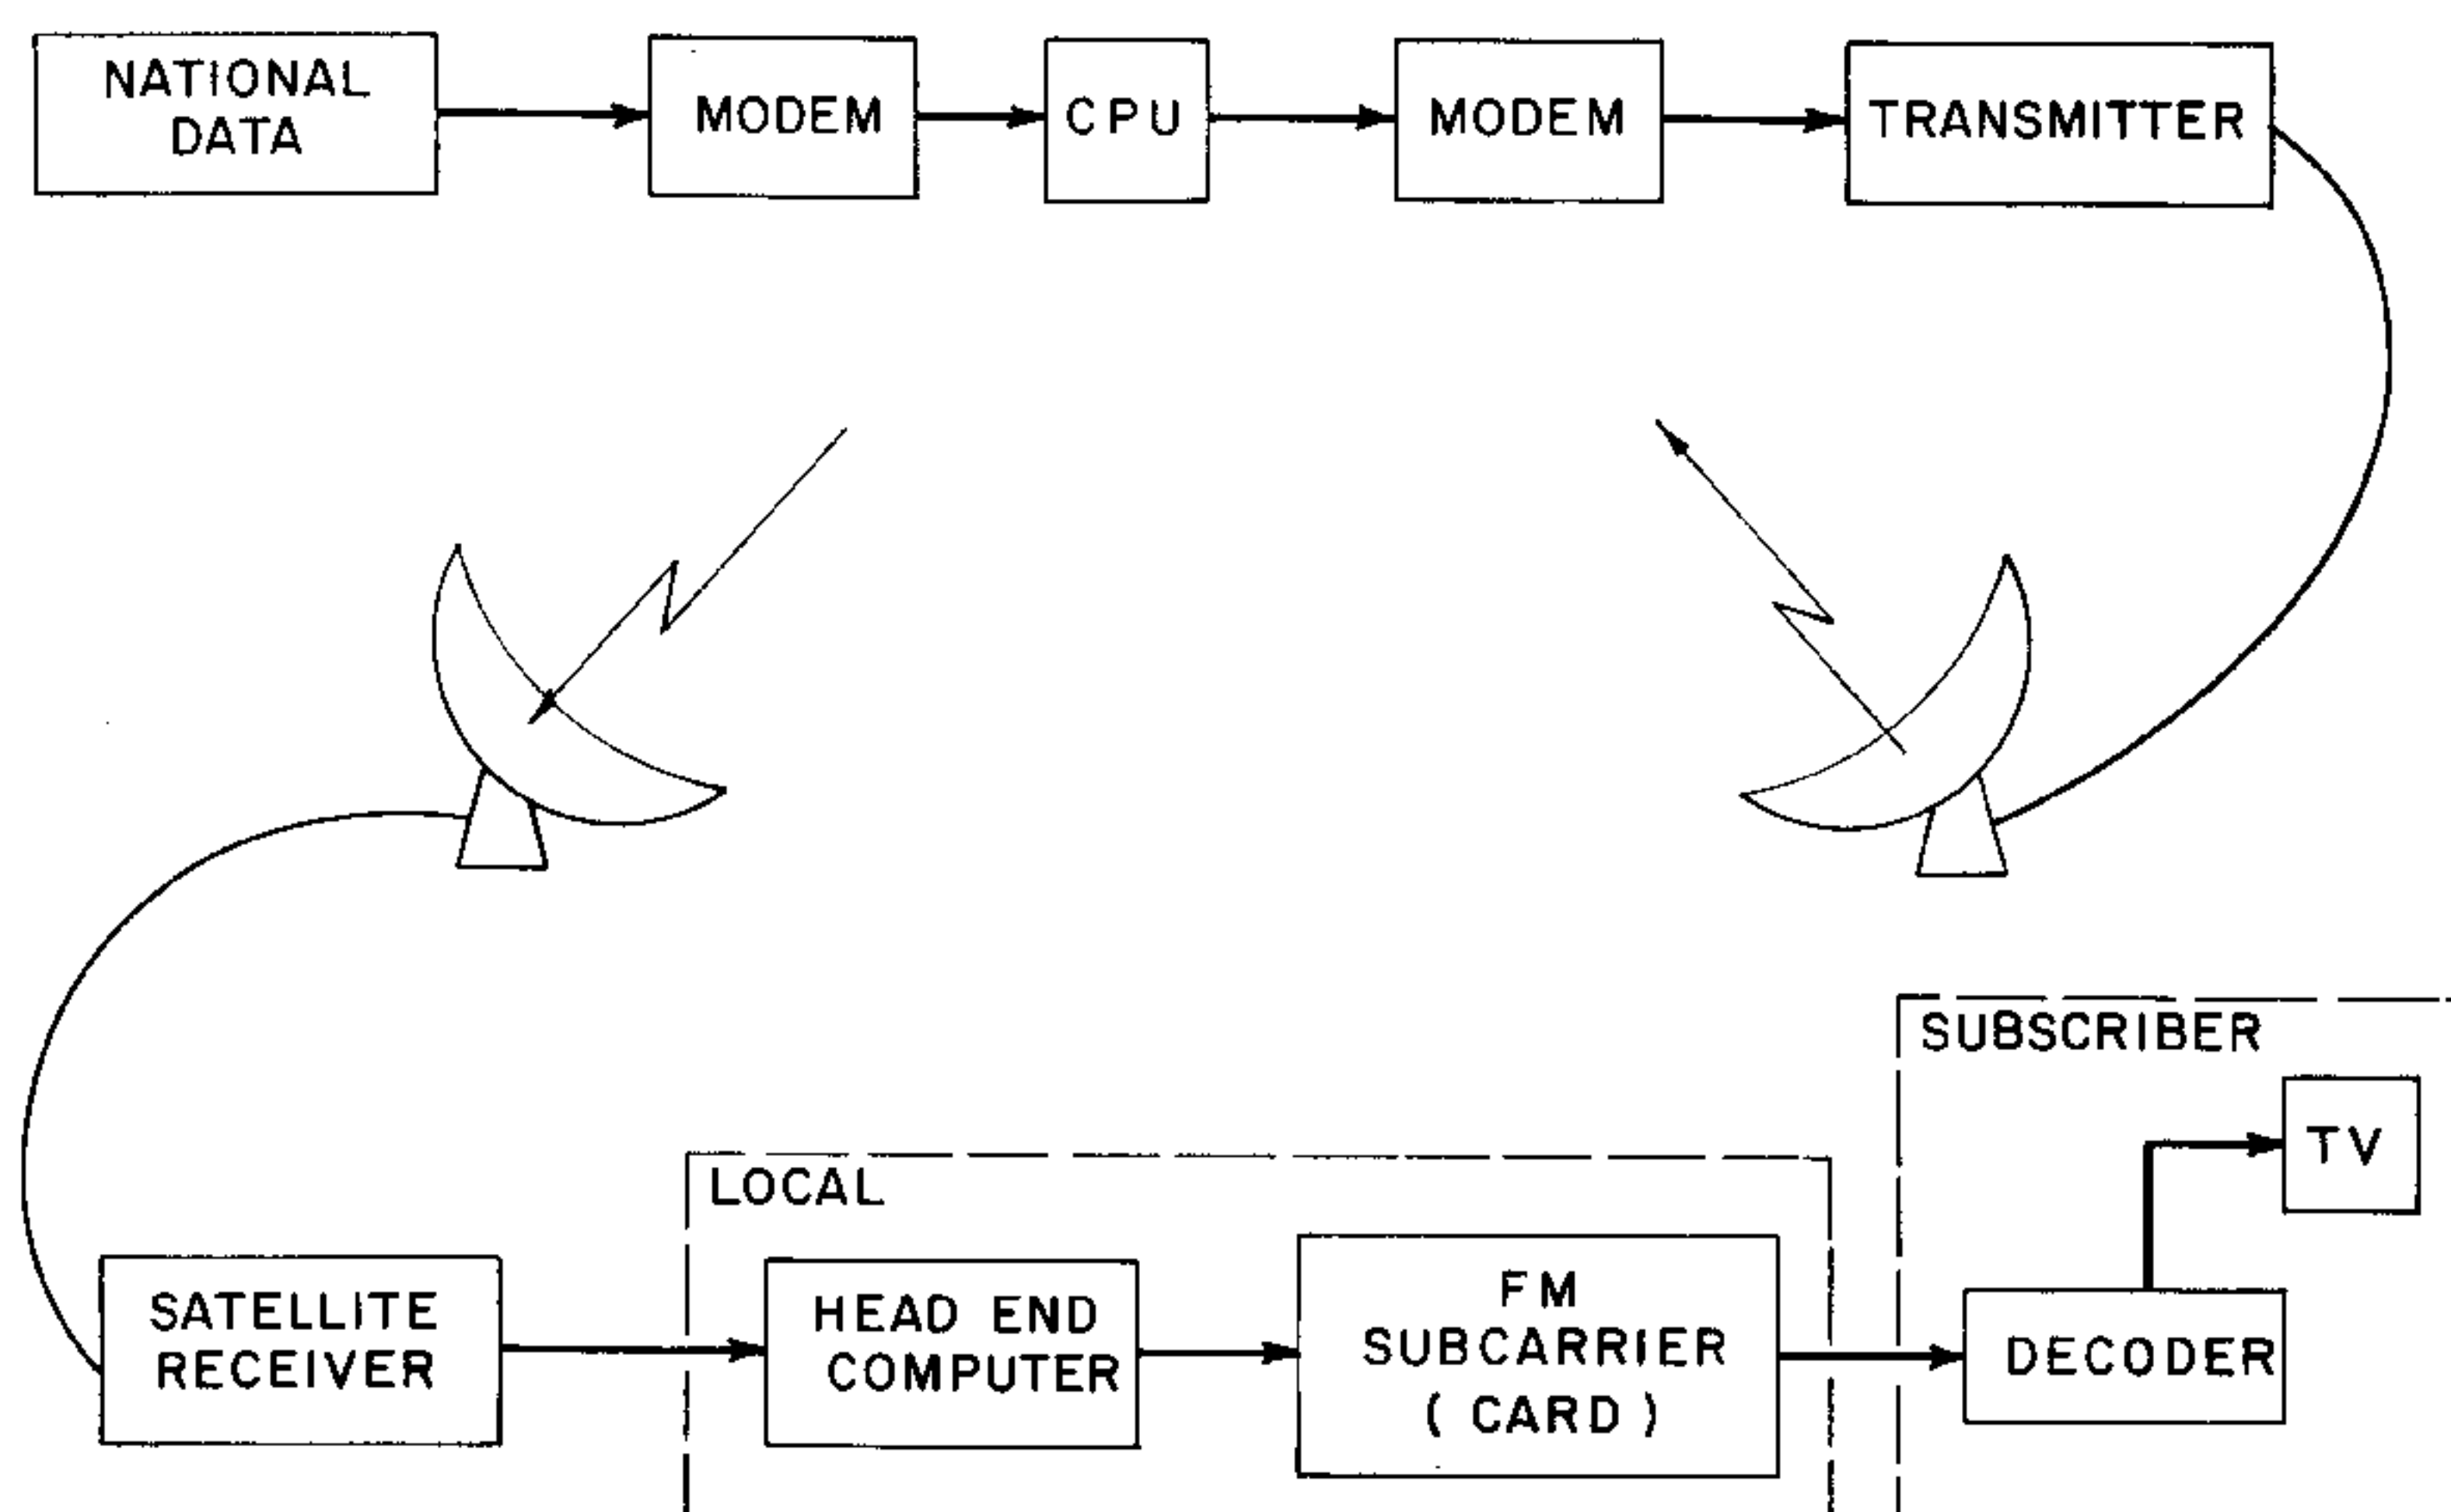 NATIONAL
DATA
MODEM
CPU
MODEM
TRANSMITTER
SUBSCRIBER
TV
LOCAL
SATELLITE
RECEIVER
HEAD END
COMPUTER
FM
SUBCARRIER
( CARD )
DECODER